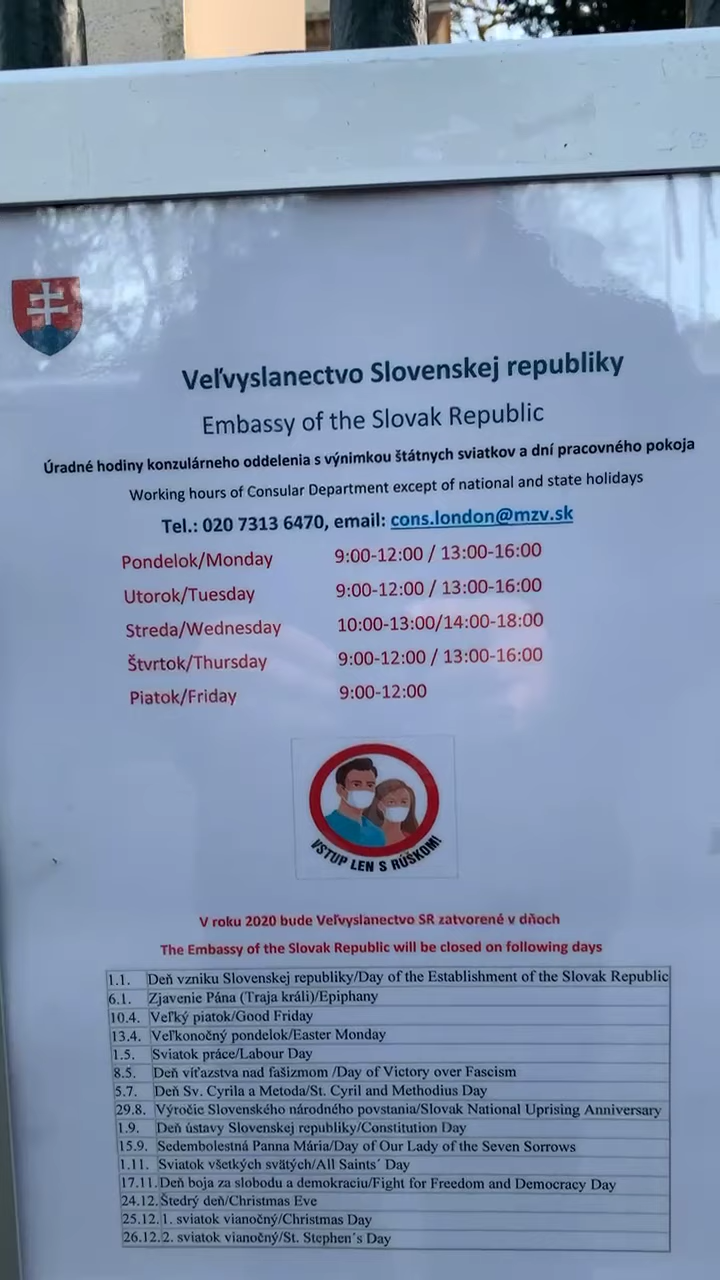 Veľvyslanectvo Slovenskej republiky
Embassy of the Slovak Republic
Úradné hodiny konzulárneho oddelenia s výnimkou štátnych sviatkov a dní pracovného pokoja
Working hours of Consular Department except of national and state holidays
Tel.: 020 7313 6470, email: cons.london@mzv.sk
Pondelok/Monday 9:00-12:00 / 13:00-16:00
Utorok/Tuesday 9:00-12:00 / 13:00-16:00
Streda/Wednesday 10:00-13:00/14:00-18:00
Štvrtok/Thursday 9:00-12:00 / 13:00-16:00
Piatok/Friday 9:00-12:00
VSTUP LEN S RÚŠKOM!
V roku 2020 bude Veľvyslanectvo SR zatvorené v dňoch
The Embassy of the Slovak Republic will be closed on following days
1.1. Deň vzniku Slovenskej republiky/Day of the Establishment of the Slovak Republic
6.1. Zjavenie Pána (Traja králi)/Epiphany
10.4. Veľký piatok/Good Friday
13.4. Veľkonočný pondelok/Easter Monday
1.5. Sviatok práce/Labour Day
8.5. Deň víťazstva nad fašizmom /Day of Victory over Fascism
5.7. Deň Sv. Cyrila a Metoda/St. Cyril and Methodius Day
29.8. Výročie Slovenského národného povstania/Slovak National Uprising Anniversary
1.9. Deň ústavy Slovenskej republiky/Constitution Day
15.9. Sedembolestná Panna Mária/Day of Our Lady of the Seven Sorrows
1.11. Sviatok všetkých svätých/All Saints´ Day
17.11. Deň boja za slobodu a demokraciu/Fight for Freedom and Democracy Day
24.12. Štedrý deň/Christmas Eve
25.12. 1. sviatok vianočný/Christmas Day
26.12. 2. sviatok vianočný/St. Stephen´s Day